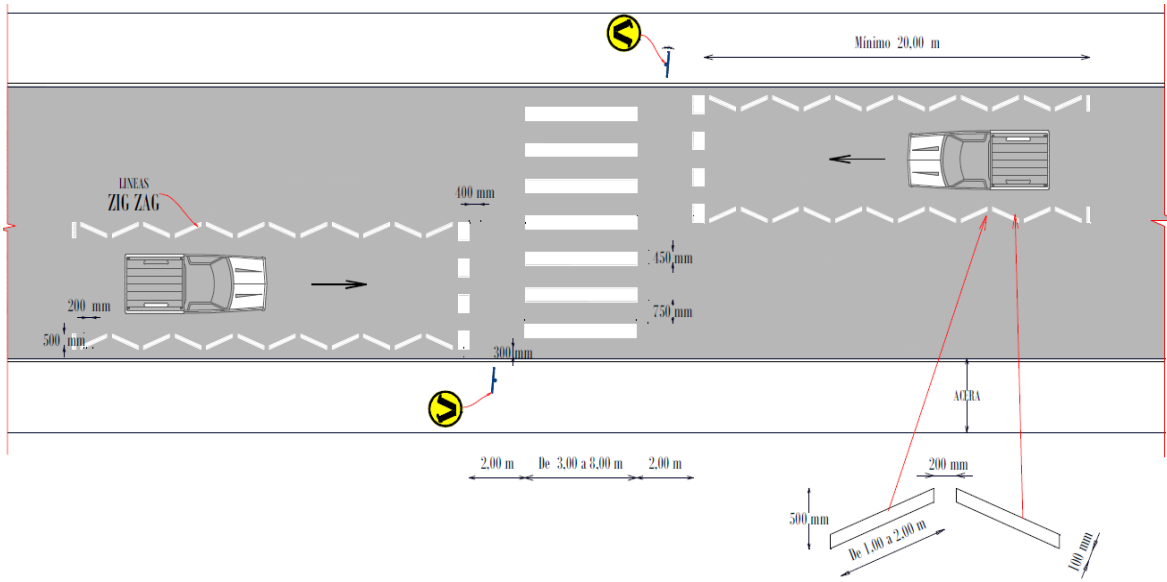 Mínimo 20,00 m
LINEAS
ZIG ZAG
400 mm
450 mm
200 mm
750 mm
500 mm
300 mm
ACERA
2,00 m
De 3,00 a 8,00 m
2,00 m
200 mm
500 mm
De 1,00 a 2,00 m
100 mm